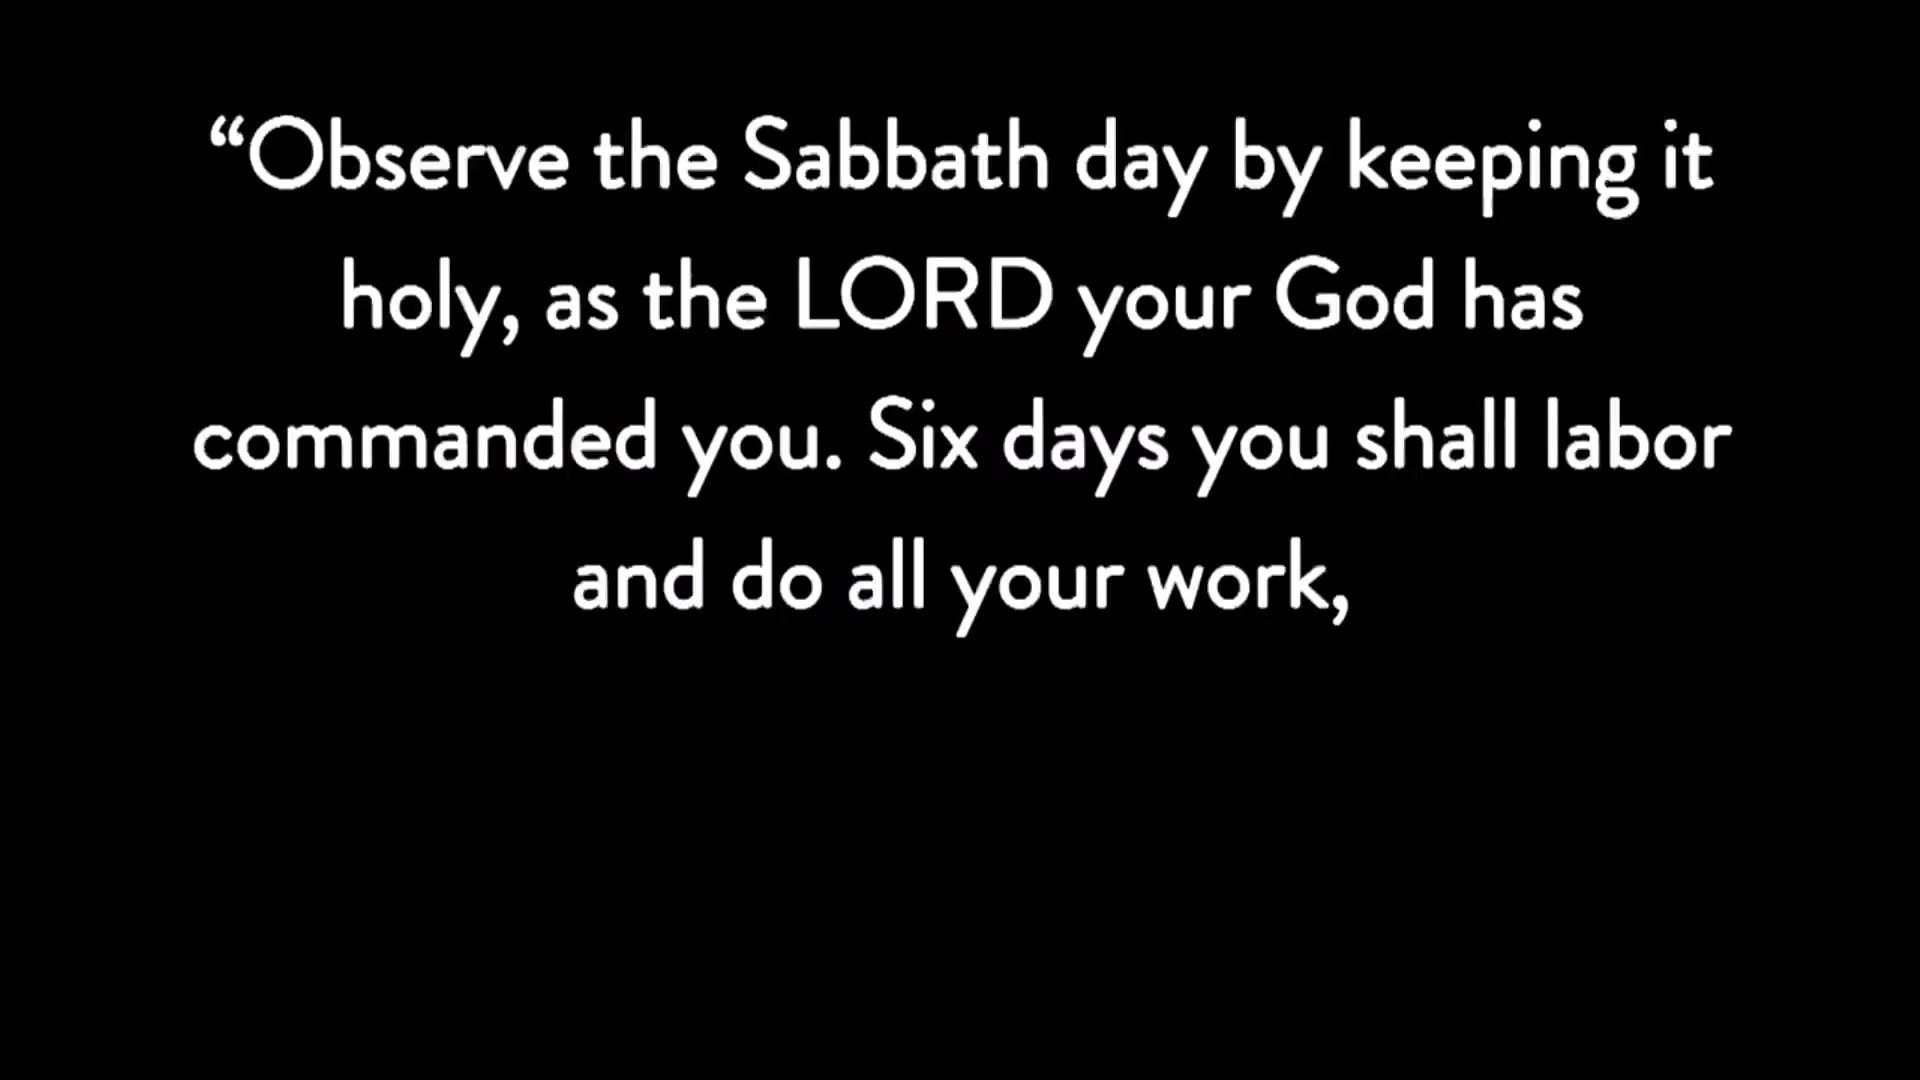 “Observe the Sabbath day by keeping it
holy, as the LORD your God has
commanded you. Six days you shall labor
and do all your work,